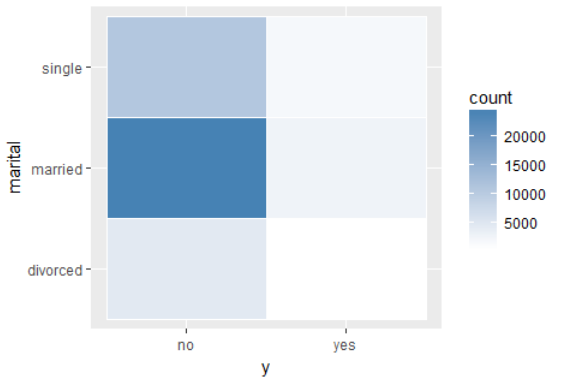 single
married
divorced
marital
no yes
y
count
20000
15000
10000
5000